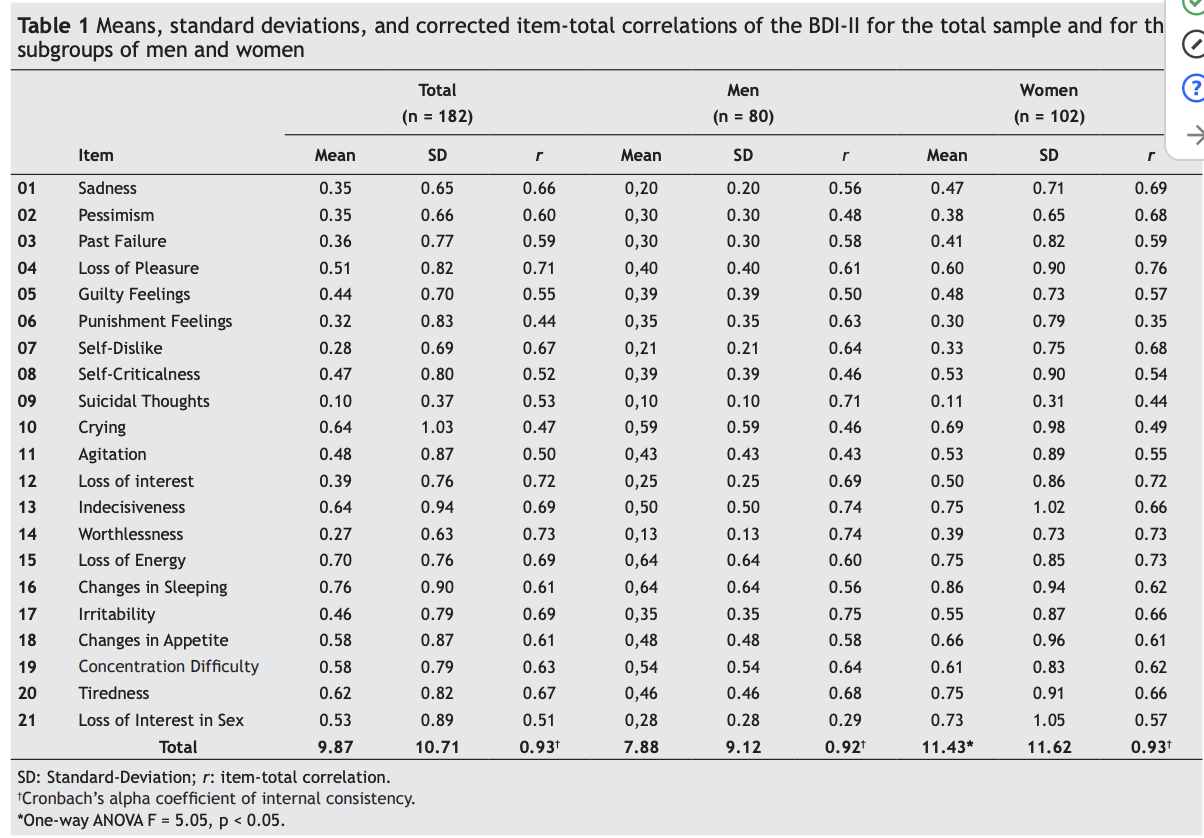 Table 1 Means, standard deviations, and corrected item-total correlations of the BDI-II for the total sample and for th
subgroups of men and women
Total Men Women
(n = 182) (n = 80) (n = 102)
Item Mean SD r Mean SD r Mean SD r
01 Sadness 0.35 0.65 0.66 0,20 0.20 0.56 0.47 0.71 0.69
02 Pessimism 0.35 0.66 0.60 0,30 0.30 0.48 0.38 0.65 0.68
03 Past Failure 0.36 0.77 0.59 0,30 0.30 0.58 0.41 0.82 0.59
04 Loss of Pleasure 0.51 0.82 0.71 0,40 0.40 0.61 0.60 0.90 0.76
05 Guilty Feelings 0.44 0.70 0.55 0,39 0.39 0.50 0.48 0.73 0.57
06 Punishment Feelings 0.32 0.83 0.44 0,35 0.35 0.63 0.30 0.79 0.35
07 Self-Dislike 0.28 0.69 0.67 0,21 0.21 0.64 0.33 0.75 0.68
08 Self-Criticalness 0.47 0.80 0.52 0,39 0.39 0.46 0.53 0.90 0.54
09 Suicidal Thoughts 0.10 0.37 0.53 0,10 0.10 0.71 0.11 0.31 0.44
10 Crying 0.64 1.03 0.47 0,59 0.59 0.46 0.69 0.98 0.49
11 Agitation 0.48 0.87 0.50 0,43 0.43 0.43 0.53 0.89 0.55
12 Loss of interest 0.39 0.76 0.72 0,25 0.25 0.69 0.50 0.86 0.72
13 Indecisiveness 0.64 0.94 0.69 0,50 0.50 0.74 0.75 1.02 0.66
14 Worthlessness 0.27 0.63 0.73 0,13 0.13 0.74 0.39 0.73 0.73
15 Loss of Energy 0.70 0.76 0.69 0,64 0.64 0.60 0.75 0.85 0.73
16 Changes in Sleeping 0.76 0.90 0.61 0,64 0.64 0.56 0.86 0.94 0.62
17 Irritability 0.46 0.79 0.69 0,35 0.35 0.75 0.55 0.87 0.66
18 Changes in Appetite 0.58 0.87 0.61 0,48 0.48 0.58 0.66 0.96 0.61
19 Concentration Difficulty 0.58 0.79 0.63 0,54 0.54 0.64 0.61 0.83 0.62
20 Tiredness 0.62 0.82 0.67 0,46 0.46 0.68 0.75 0.91 0.66
21 Loss of Interest in Sex 0.53 0.89 0.51 0,28 0.28 0.29 0.73 1.05 0.57
Total 9.87 10.71 0.93† 7.88 9.12 0.92† 11.43* 11.62 0.93†
SD: Standard-Deviation; r: item-total correlation.
†Cronbach's alpha coefficient of internal consistency.
*One-way ANOVA F = 5.05, p < 0.05.